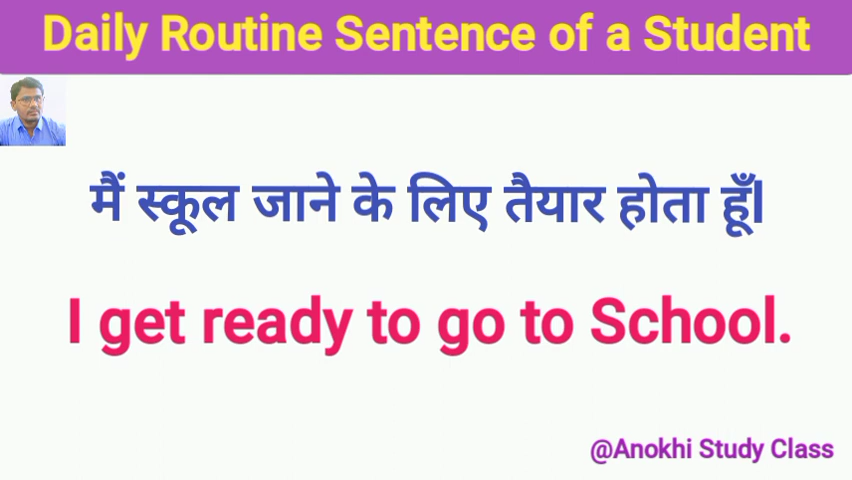 Daily Routine Sentence of a Student
मैं स्कूल जाने के लिए तैयार होता हूँ।
I get ready to go to School.
@Anokhi Study Class